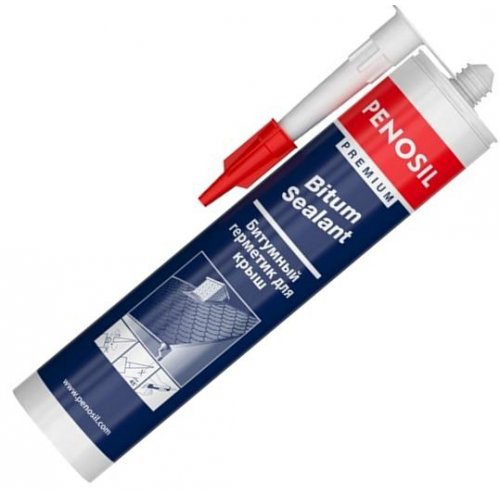 PENOSIL
PREMIUM
Bitum
Sealant
Битумный
герметик для
крыш
www.penosil.com